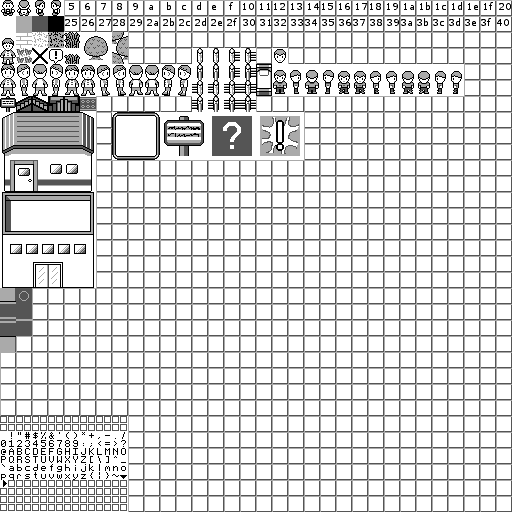 5 6 7 8 9 a b c d e f 10 11 12 13 14 15 16 17 18 19 1a 1b 1c 1d 1e 1f 20
25 26 27 28 29 2a 2b 2c 2d 2e 2f 30 31 32 33 34 35 36 37 38 39 3a 3b 3c 3d 3e 3f 40
!
? !
!"#$%&'()*+,-./
0123456789:;<=>?
@ABCDEFGHIJKLMNO
PQRSTUVWXYZ[\]^_
`abcdefghijklmno
pqrstuvwxyz{|}~